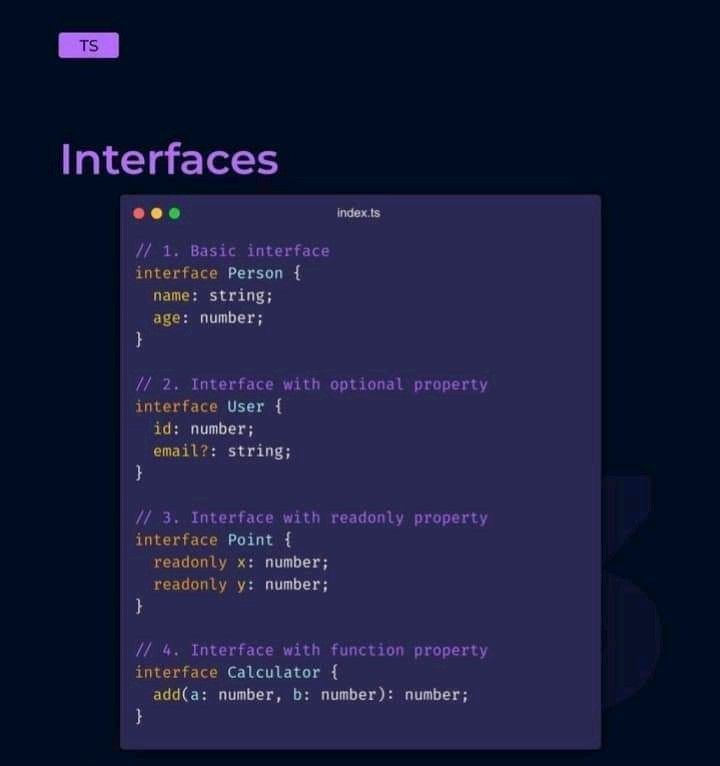 TS
Interfaces
index.ts
// 1. Basic interface
interface Person {
  name: string;
  age: number;
}
// 2. Interface with optional property
interface User {
  id: number;
  email?: string;
}
// 3. Interface with readonly property
interface Point {
  readonly x: number;
  readonly y: number;
}
// 4. Interface with function property
interface Calculator {
  add(a: number, b: number): number;
}